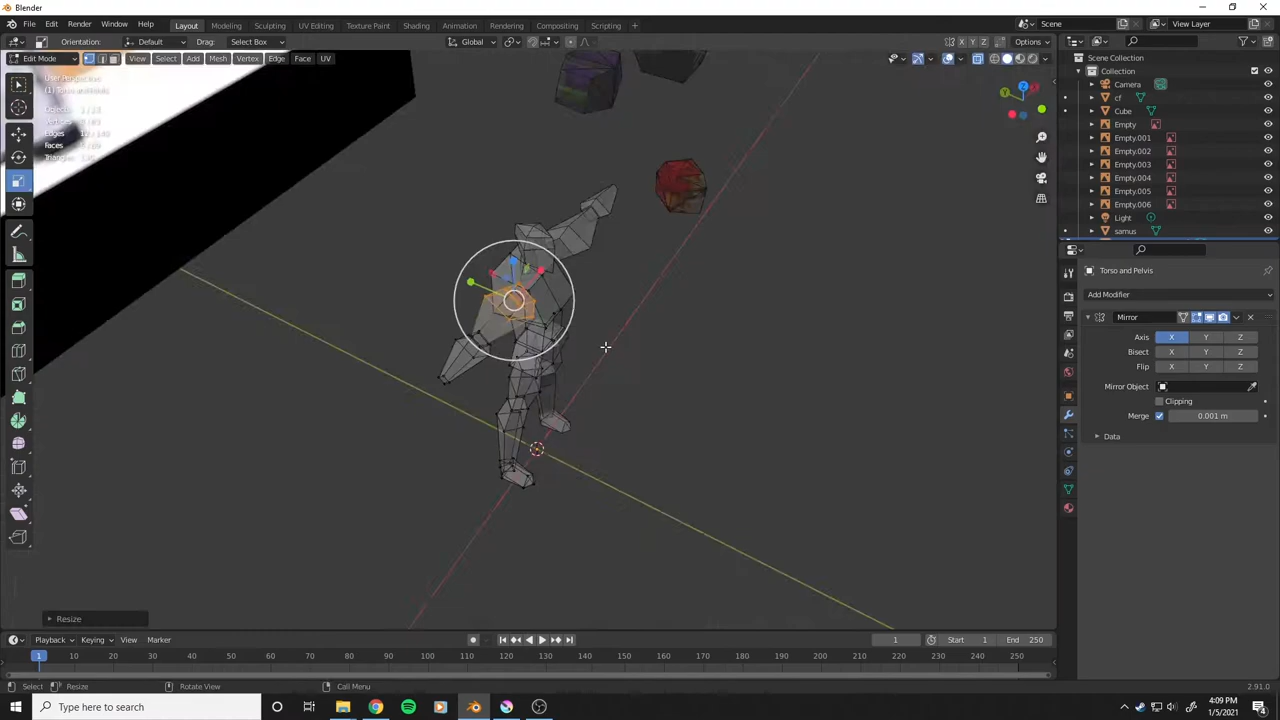 Blender
File Edit Render Window Help
Layout Modeling Sculpting UV Editing Texture Paint Shading Animation Rendering Compositing Scripting +
Scene
View Layer
Orientation: Default Drag: Select Box
Global
Options
Edit Mode View Select Add Mesh Vertex Edge Face UV
User Perspective
(1) Torso and Pelvis
Objects
Vertices
Edges
Faces
Triangles
X Y Z
Scene Collection
Collection
Camera
cf
Cube
Empty
Empty.001
Empty.002
Empty.003
Empty.004
Empty.005
Empty.006
Light
samus
Torso and Pelvis
Add Modifier
Mirror
Axis X Y Z
Bisect X Y Z
Flip X Y Z
Mirror Object
Clipping
Merge 0.001 m
Data
Resize
Playback Keying View Marker
1 Start 1 End 250
1 10 20 30 40 50 60 70 80 90 100 110 120 130 140 150 160 170 180 190 200 210 220 230 240 250
Select Resize Rotate View Call Menu
2.91.0
Type here to search
4:09 PM
1/5/2021
4